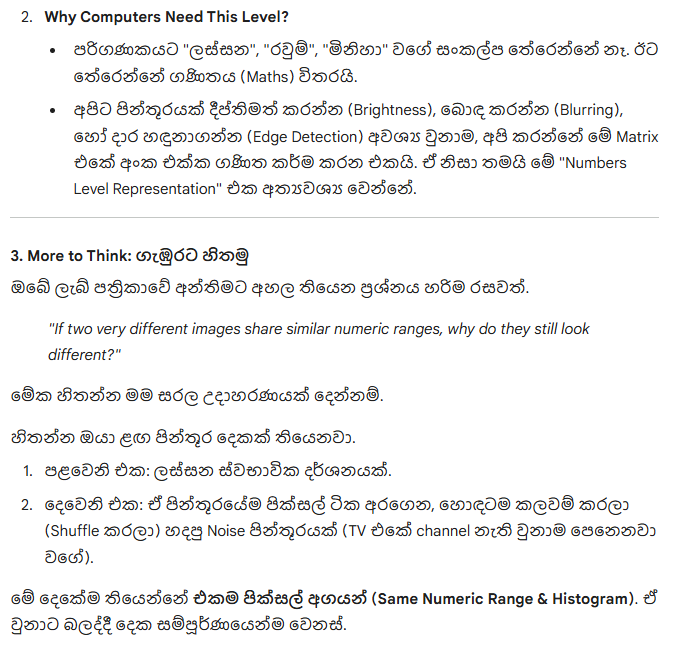 2. Why Computers Need This Level?
• පරිගණකයට "ලස්සන", "රවුම්", "මිනිහා" වගේ සංකල්ප තේරෙන්නේ නෑ. ඊට
තේරෙන්නේ ගණිතය (Maths) විතරයි.
• අපිට පින්තූරයක් දීප්තිමත් කරන්න (Brightness), බොඳ කරන්න (Blurring),
හෝ දාර හඳුනාගන්න (Edge Detection) අවශ්‍ය වුනාම, අපි කරන්නේ මේ Matrix
එකේ අංක එක්ක ගණිත කර්ම කරන එකයි. ඒ නිසා තමයි මේ "Numbers
Level Representation" එක අත්‍යවශ්‍ය වෙන්නේ.
3. More to Think: ගැඹුරට හිතමු
ඔබේ ලැබ් පත්‍රිකාවේ අන්තිමට අහල තියෙන ප්‍රශ්නය හරිම රසවත්.
"If two very different images share similar numeric ranges, why do they still look
different?"
මේක හිතන්න මම සරල උදාහරණයක් දෙන්නම්.
හිතන්න ඔයා ළඟ පින්තූර දෙකක් තියෙනවා.
1. පළවෙනි එක: ලස්සන ස්වභාවික දර්ශනයක්.
2. දෙවෙනි එක: ඒ පින්තූරයේම පික්සල් ටික අරගෙන, හොඳටම කලවම් කරලා
(Shuffle කරලා) හදපු Noise පින්තූරයක් (TV එකේ channel නැති වුනාම පෙනෙනවා
වගේ).
මේ දෙකේම තියෙන්නේ එකම පික්සල් අගයන් (Same Numeric Range & Histogram). ඒ
වුනාට බලද්දී දෙක සම්පූර්ණයෙන්ම වෙනස්.